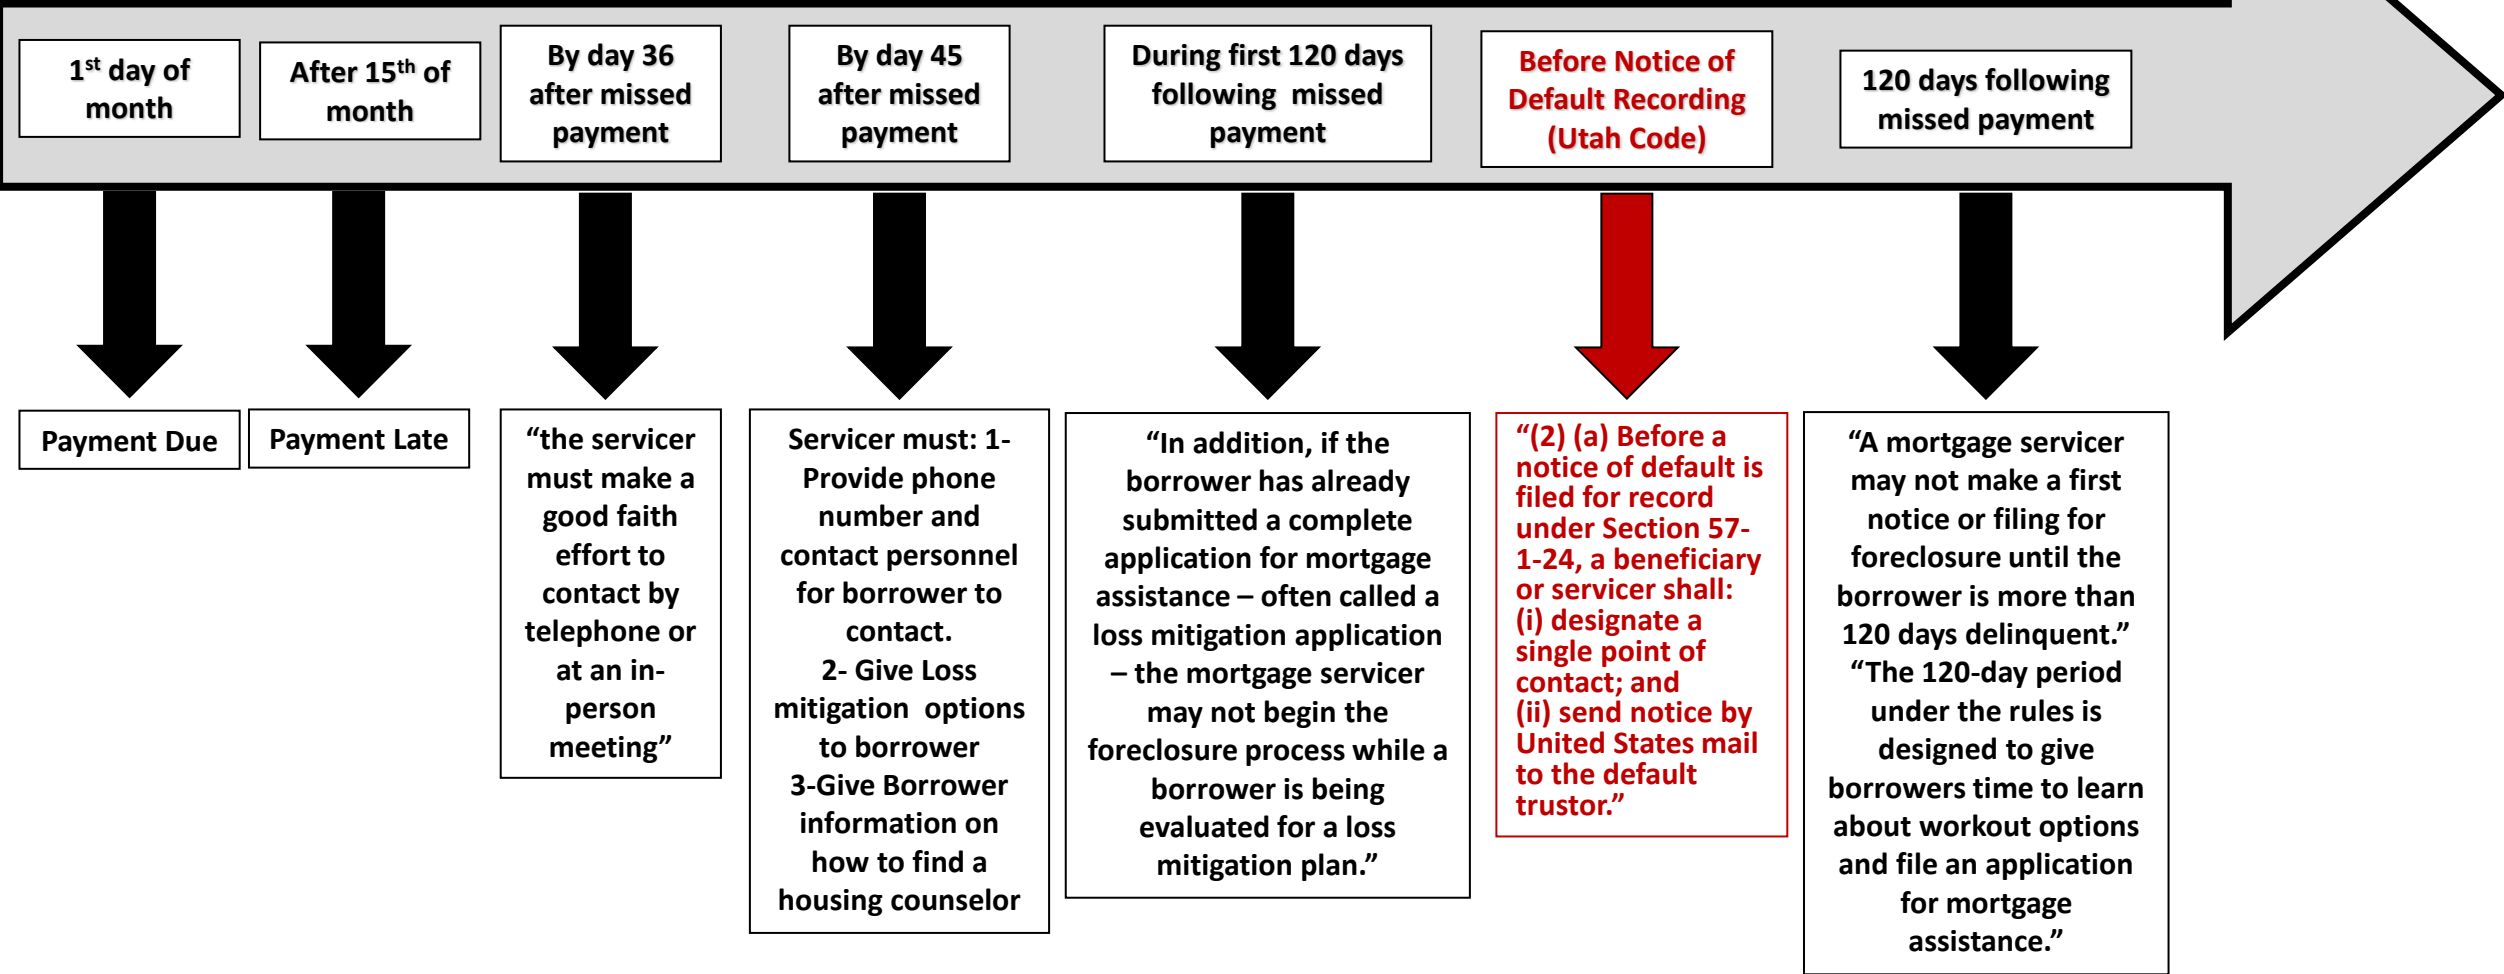 1st day of
month
After 15th of
month
By day 36
after missed
payment
By day 45
after missed
payment
During first 120 days
following missed
payment
Before Notice of
Default Recording
(Utah Code)
120 days following
missed payment
Payment Due
Payment Late
“the servicer
must make a
good faith
effort to
contact by
telephone or
at an in-
person
meeting”
Servicer must: 1-
Provide phone
number and
contact personnel
for borrower to
contact.
2- Give Loss
mitigation options
to borrower
3-Give Borrower
information on
how to find a
housing counselor
“In addition, if the
borrower has already
submitted a complete
application for mortgage
assistance – often called a
loss mitigation application
– the mortgage servicer
may not begin the
foreclosure process while a
borrower is being
evaluated for a loss
mitigation plan.”
“(2) (a) Before a
notice of default is
filed for record
under Section 57-
1-24, a beneficiary
or servicer shall:
(i) designate a
single point of
contact; and
(ii) send notice by
United States mail
to the default
trustor.”
“A mortgage servicer
may not make a first
notice or filing for
foreclosure until the
borrower is more than
120 days delinquent.”
“The 120-day period
under the rules is
designed to give
borrowers time to learn
about workout options
and file an application
for mortgage
assistance.”